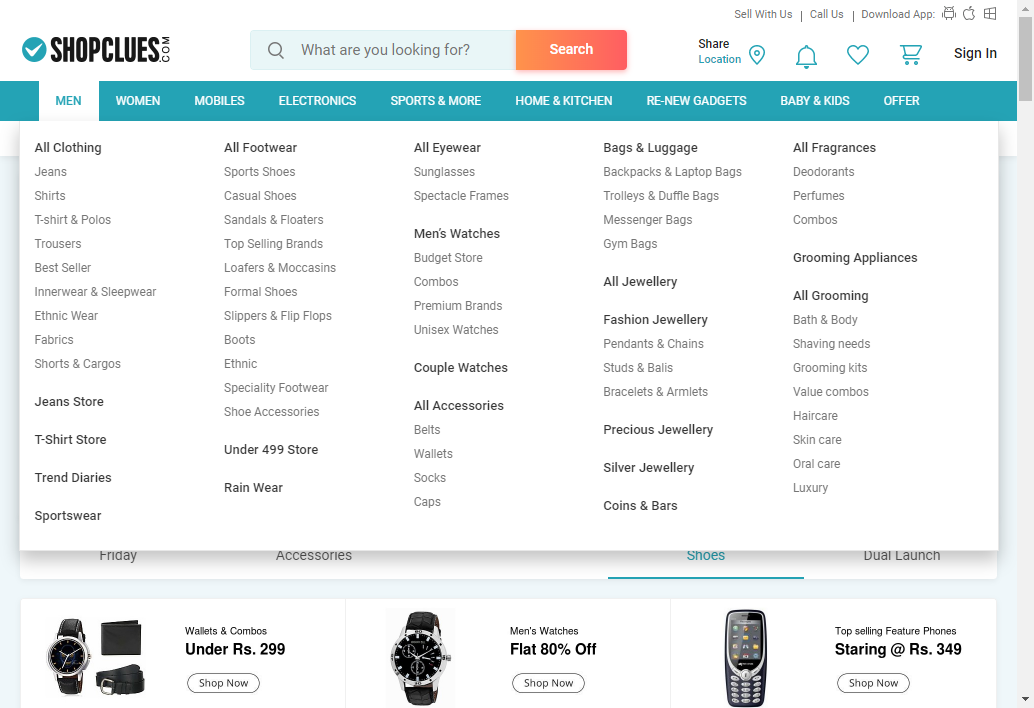 Sell With Us | Call Us | Download App:
SHOPCLUES.COM
What are you looking for?
Search
Share
Location
Sign In
MEN WOMEN MOBILES ELECTRONICS SPORTS & MORE HOME & KITCHEN RE-NEW GADGETS BABY & KIDS OFFER
All Clothing
Jeans
Shirts
T-shirt & Polos
Trousers
Best Seller
Innerwear & Sleepwear
Ethnic Wear
Fabrics
Shorts & Cargos
Jeans Store
T-Shirt Store
Trend Diaries
Sportswear
All Footwear
Sports Shoes
Casual Shoes
Sandals & Floaters
Top Selling Brands
Loafers & Moccasins
Formal Shoes
Slippers & Flip Flops
Boots
Ethnic
Speciality Footwear
Shoe Accessories
Under 499 Store
Rain Wear
All Eyewear
Sunglasses
Spectacle Frames
Men's Watches
Budget Store
Combos
Premium Brands
Unisex Watches
Couple Watches
All Accessories
Belts
Wallets
Socks
Caps
Bags & Luggage
Backpacks & Laptop Bags
Trolleys & Duffle Bags
Messenger Bags
Gym Bags
All Jewellery
Fashion Jewellery
Pendants & Chains
Studs & Balis
Bracelets & Armlets
Precious Jewellery
Silver Jewellery
Coins & Bars
All Fragrances
Deodorants
Perfumes
Combos
Grooming Appliances
All Grooming
Bath & Body
Shaving needs
Grooming kits
Value combos
Haircare
Skin care
Oral care
Luxury
Friday Accessories Shoes Dual Launch
Wallets & Combos
Under Rs. 299
Shop Now
Men's Watches
Flat 80% Off
Shop Now
Top selling Feature Phones
Staring @ Rs. 349
Shop Now